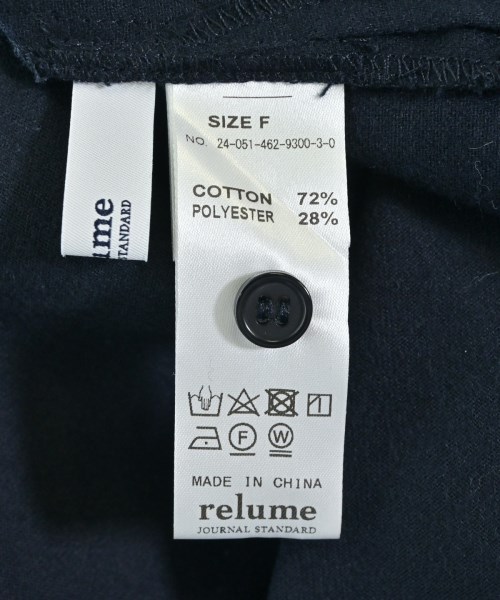 SIZE F
NO. 24-051-462-9300-3-0
COTTON 72%
POLYESTER 28%
F W
MADE IN CHINA
relume
JOURNAL STANDARD
ume
STANDARD